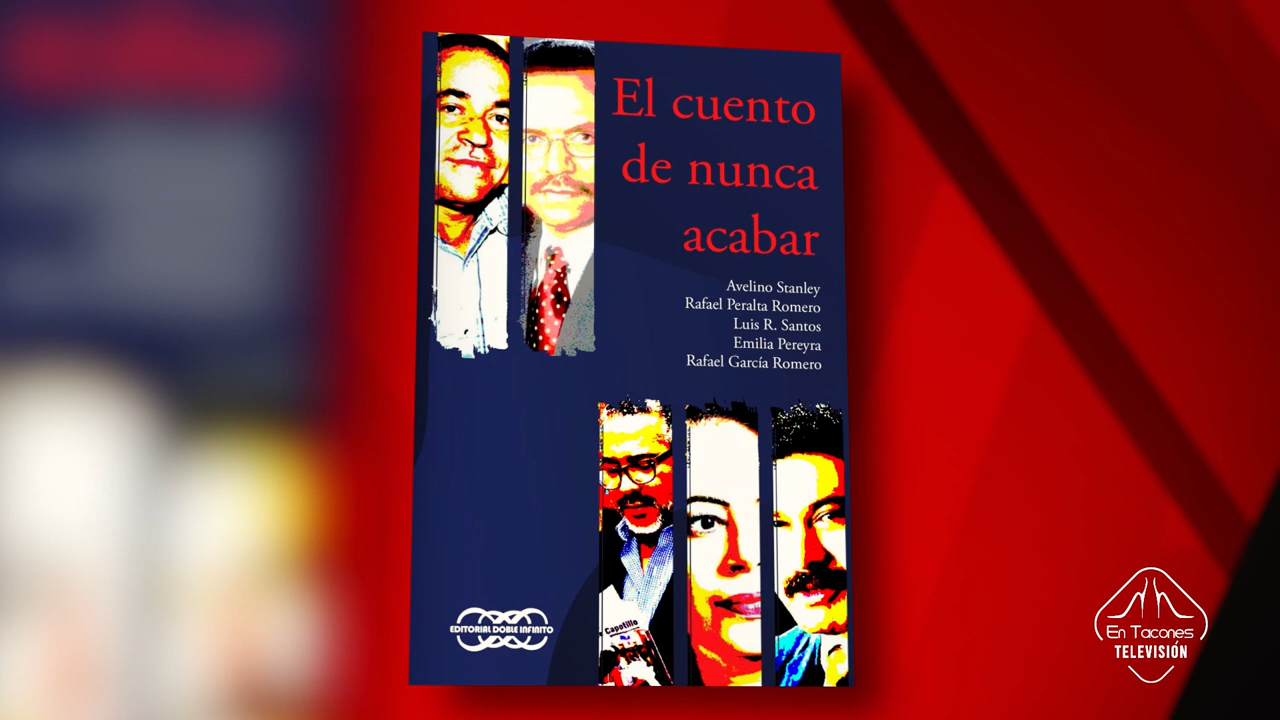 El cuento
de nunca
acabar
Avelino Stanley
Rafael Peralta Romero
Luis R. Santos
Emilia Pereyra
Rafael García Romero
Capotillo
EDITORIAL DOBLE INFINITO
En Tacones
TELEVISIÓN